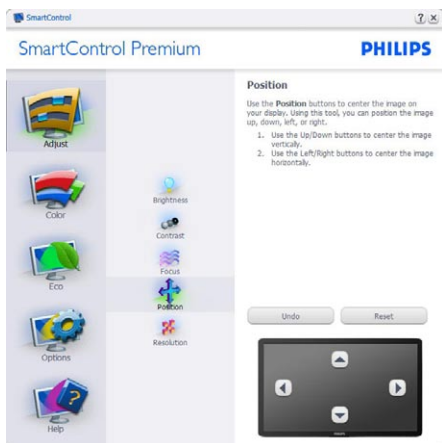 SmartControl
SmartControl Premium
PHILIPS
Adjust
Color
Eco
Options
Help
Brightness
Contrast
Focus
Position
Resolution
Position
Use the Position buttons to center the image on
your display. Using this tool, you can position the image
up, down, left, or right.
1. Use the Up/Down buttons to center the image
vertically.
2. Use the Left/Right buttons to center the image
horizontally.
Undo
Reset
PHILIPS